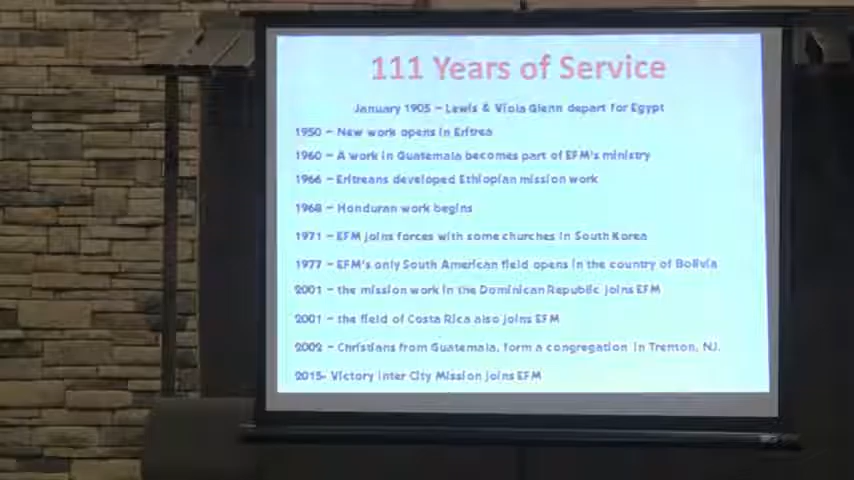 111 Years of Service
January 1905 – Lewis & Viola Glenn depart for Egypt
1950 – New work opens in Eritrea
1960 – A work in Guatemala becomes part of EFM's ministry
1966 – Eritreans developed Ethiopian mission work
1968 – Honduran work begins
1971 – EFM joins forces with some churches in South Korea
1977 – EFM's only South American field opens in the country of Bolivia
2001 – the mission work in the Dominican Republic joins EFM
2001 – the field of Costa Rica also joins EFM
2002 – Christians from Guatemala, form a congregation in Trenton, NJ.
2015- Victory Inter City Mission joins EFM